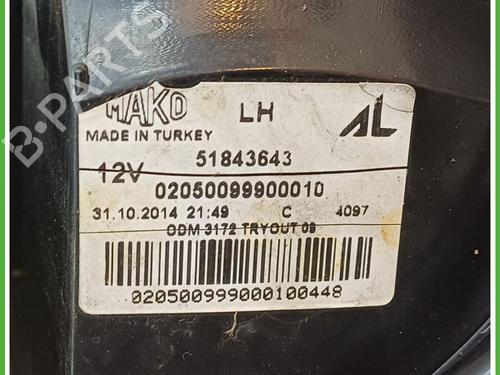 B-PARTS
MAKO LH AL
MADE IN TURKEY
12V 51843643
02050099900010
31.10.2014 21:49 C 4097
ODM 3172 TRYOUT 09
0205009990000100448